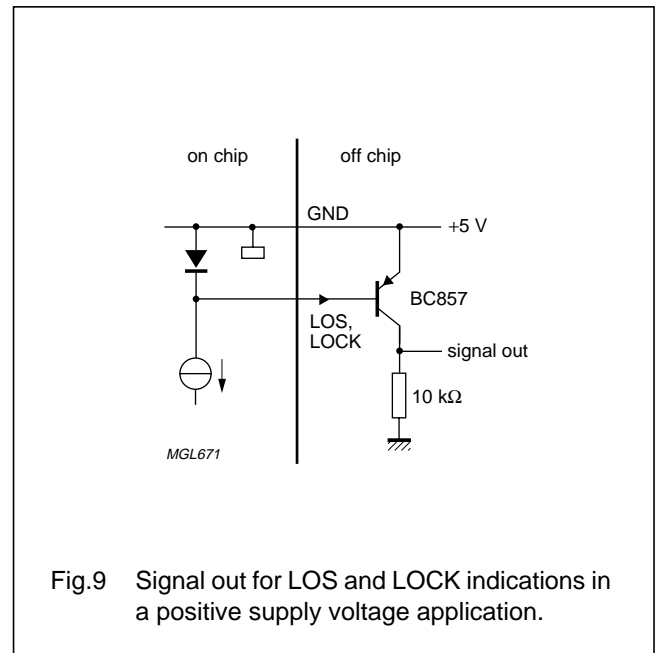 on chip
off chip
GND
+5 V
BC857
LOS,
LOCK
signal out
10 kΩ
MGL671
Fig.9 Signal out for LOS and LOCK indications in
a positive supply voltage application.